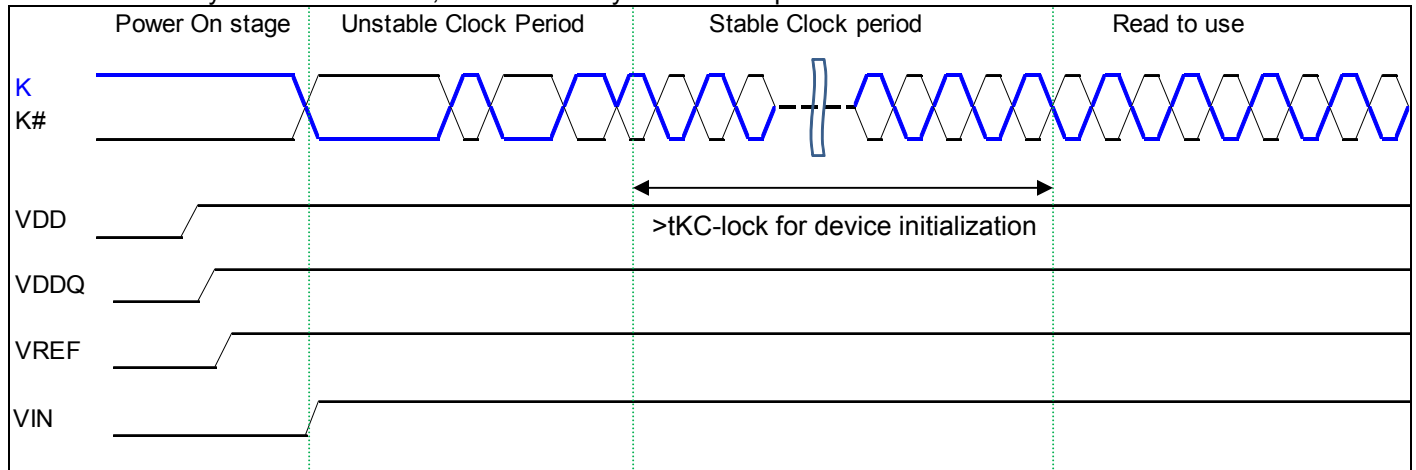 Power On stage Unstable Clock Period Stable Clock period Read to use
K
K#
>tKC-lock for device initialization
VDD
VDDQ
VREF
VIN